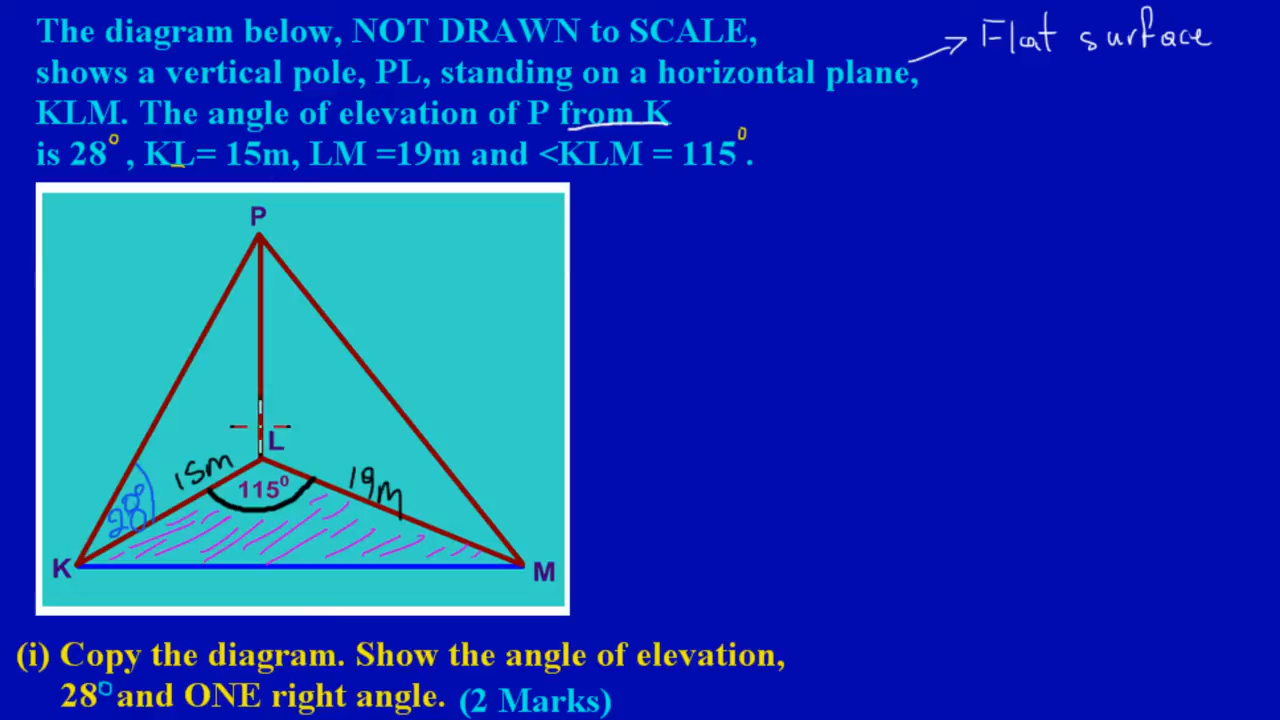 The diagram below, NOT DRAWN to SCALE,
Flat surface
shows a vertical pole, PL, standing on a horizontal plane,
KLM. The angle of elevation of P from K
is 28°, KL= 15m, LM =19m and <KLM = 115°.
P
L
15m
115°
19m
28°
K
M
(i) Copy the diagram. Show the angle of elevation,
28° and ONE right angle. (2 Marks)